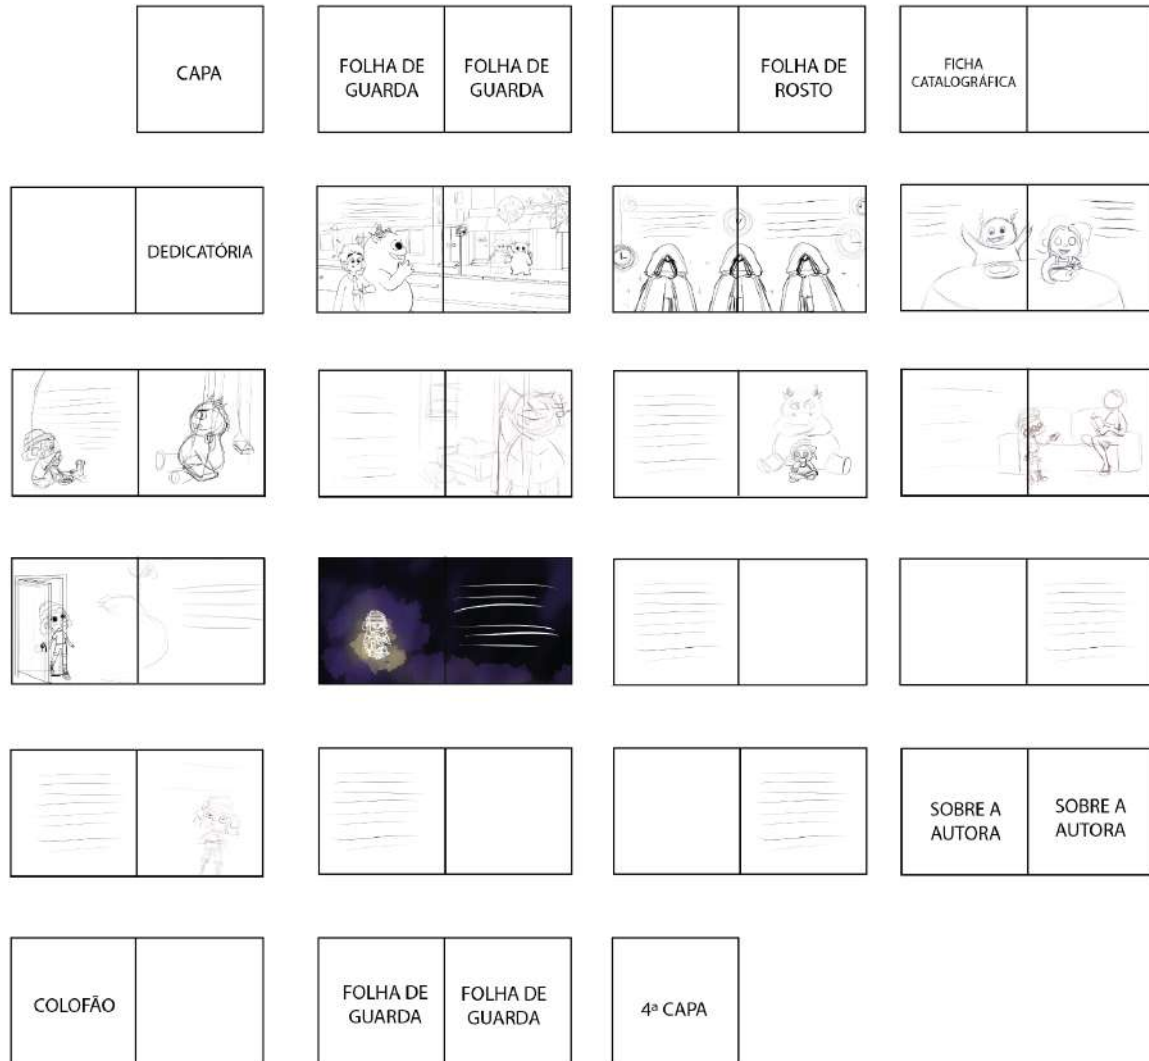 CAPA
FOLHA DE
GUARDA
FOLHA DE
GUARDA
FOLHA DE
ROSTO
FICHA
CATALOGRÁFICA
DEDICATÓRIA
SOBRE A
AUTORA
SOBRE A
AUTORA
COLOFÃO
FOLHA DE
GUARDA
FOLHA DE
GUARDA
4ª CAPA